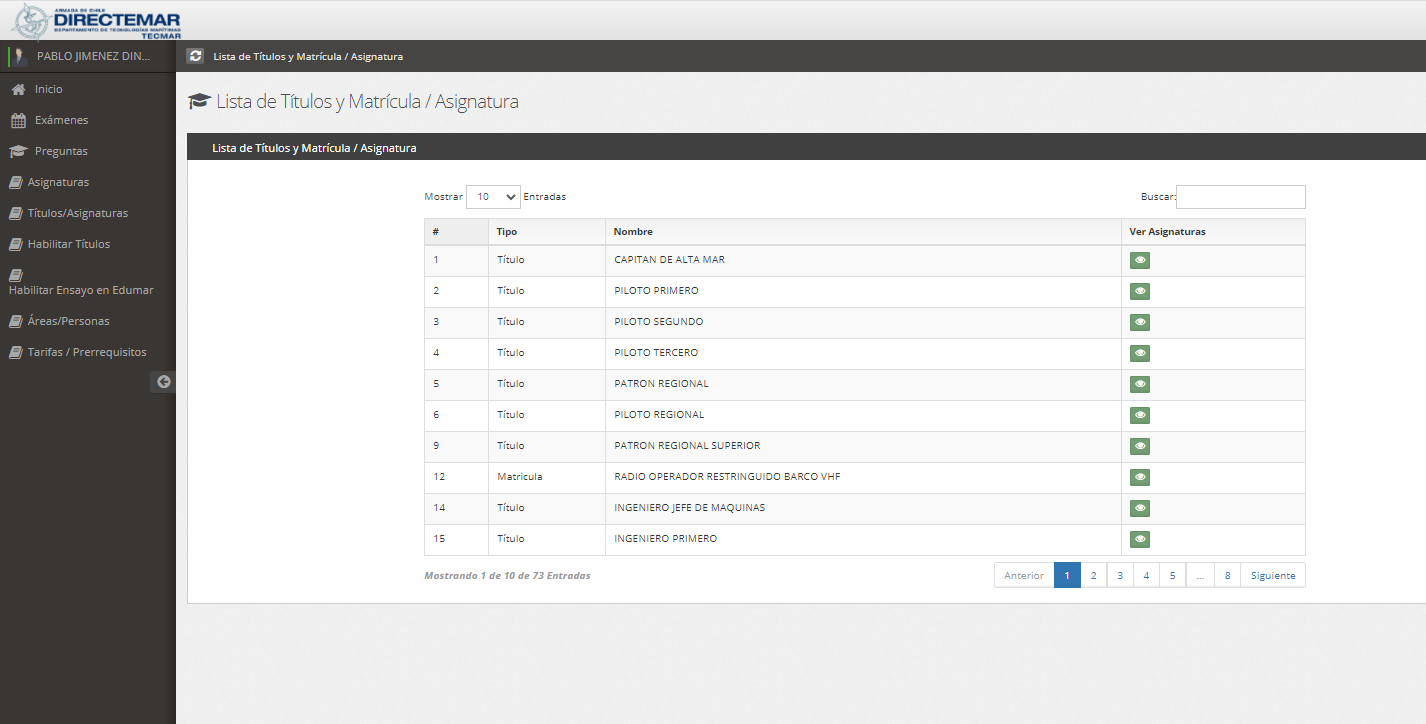 ARMADA DE CHILE
DIRECTEMAR
DEPARTAMENTO DE TECNOLOGÍAS MARÍTIMAS
TECMAR
PABLO JIMENEZ DIN...
Lista de Títulos y Matrícula / Asignatura
Inicio
Exámenes
Preguntas
Asignaturas
Títulos/Asignaturas
Habilitar Títulos
Habilitar Ensayo en Edumar
Áreas/Personas
Tarifas / Prerrequisitos
Lista de Títulos y Matrícula / Asignatura
Lista de Títulos y Matrícula / Asignatura
Mostrar 10 Entradas Buscar:
# Tipo Nombre Ver Asignaturas
1 Título CAPITAN DE ALTA MAR
2 Título PILOTO PRIMERO
3 Título PILOTO SEGUNDO
4 Título PILOTO TERCERO
5 Título PATRON REGIONAL
6 Título PILOTO REGIONAL
9 Título PATRON REGIONAL SUPERIOR
12 Matricula RADIO OPERADOR RESTRINGUIDO BARCO VHF
14 Título INGENIERO JEFE DE MAQUINAS
15 Título INGENIERO PRIMERO
Mostrando 1 de 10 de 73 Entradas
Anterior 1 2 3 4 5 ... 8 Siguiente